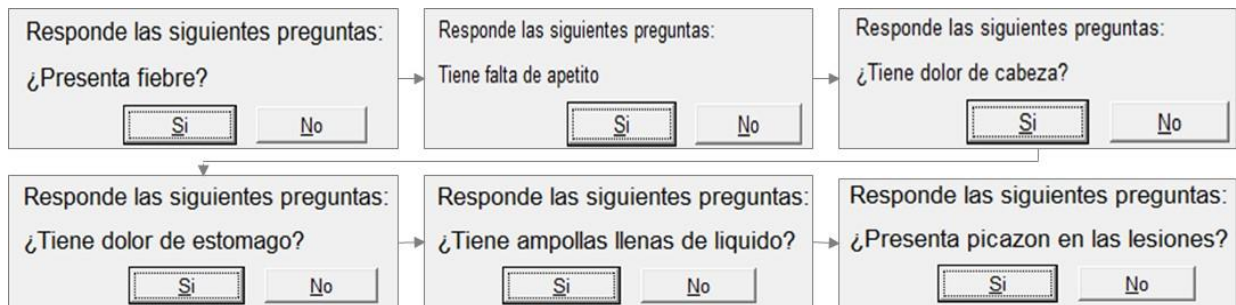 Responde las siguientes preguntas:
¿Presenta fiebre?
Si No
Responde las siguientes preguntas:
Tiene falta de apetito
Si No
Responde las siguientes preguntas:
¿Tiene dolor de cabeza?
Si No
Responde las siguientes preguntas:
¿Tiene dolor de estomago?
Si No
Responde las siguientes preguntas:
¿Tiene ampollas llenas de liquido?
Si No
Responde las siguientes preguntas:
¿Presenta picazon en las lesiones?
Si No